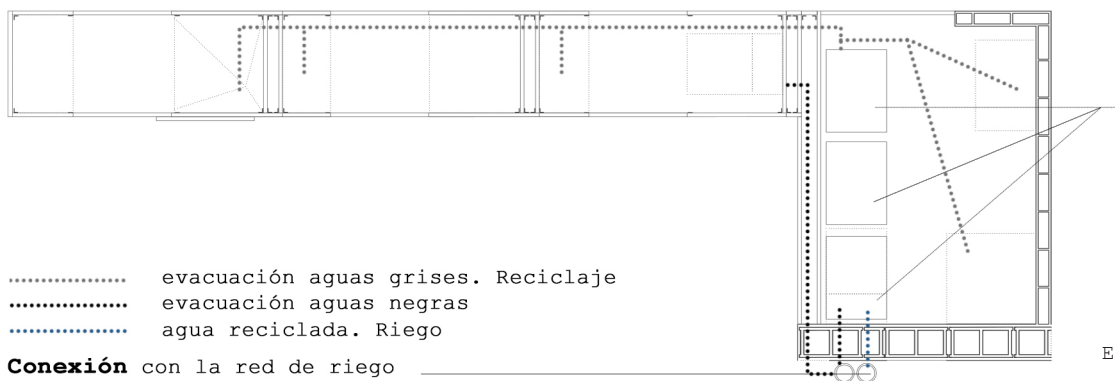 evacuación aguas grises. Reciclaje
evacuación aguas negras
agua reciclada. Riego
Conexión con la red de riego
E